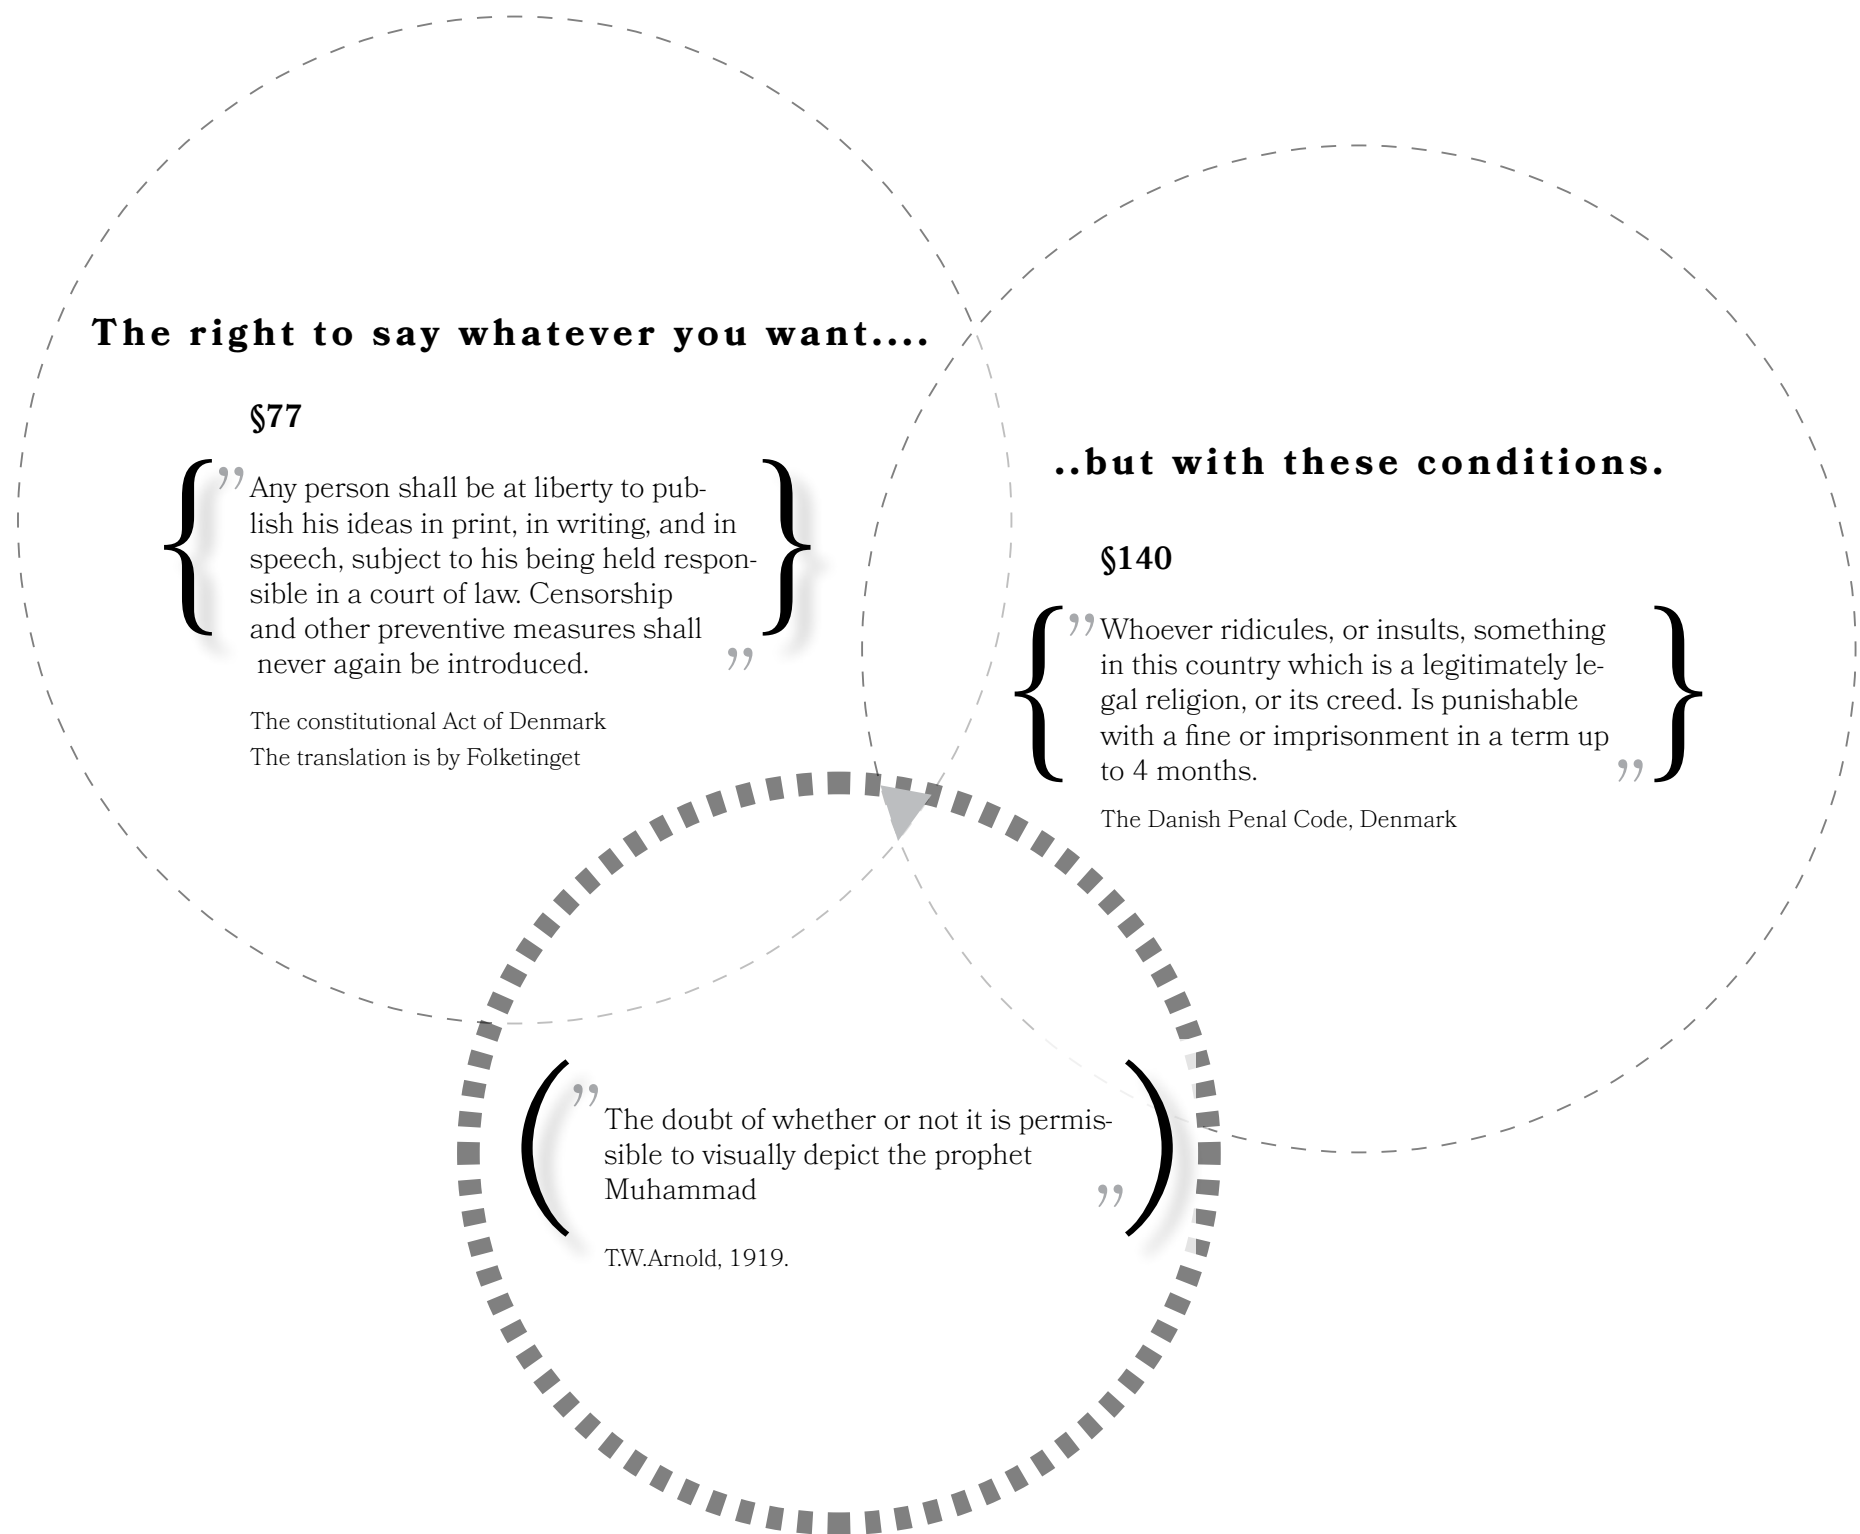 The right to say whatever you want....
§77
{ ” Any person shall be at liberty to pub- }
lish his ideas in print, in writing, and in
speech, subject to his being held respon-
sible in a court of law. Censorship
and other preventive measures shall
never again be introduced. ”
The constitutional Act of Denmark
The translation is by Folketinget
..but with these conditions.
§140
{ ” Whoever ridicules, or insults, something }
in this country which is a legitimately le-
gal religion, or its creed. Is punishable
with a fine or imprisonment in a term up
to 4 months. ”
The Danish Penal Code, Denmark
( ” The doubt of whether or not it is permis- )
sible to visually depict the prophet
Muhammad ”
T.W.Arnold, 1919.